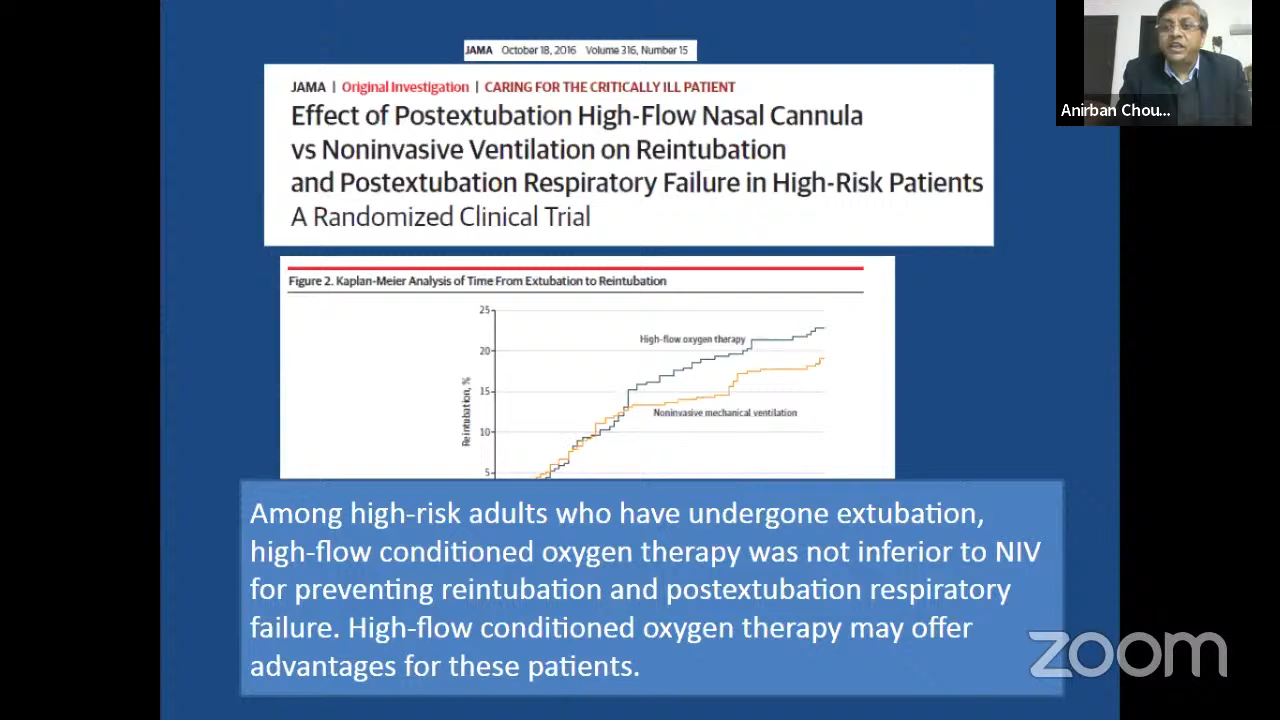 JAMA October 18, 2016 Volume 316, Number 15
JAMA | Original Investigation | CARING FOR THE CRITICALLY ILL PATIENT
Effect of Postextubation High-Flow Nasal Cannula
vs Noninvasive Ventilation on Reintubation
and Postextubation Respiratory Failure in High-Risk Patients
A Randomized Clinical Trial
Anirban Chou...
Figure 2. Kaplan-Meier Analysis of Time From Extubation to Reintubation
25
20
15
10
5
Reintubation, %
High-flow oxygen therapy
Noninvasive mechanical ventilation
Among high-risk adults who have undergone extubation,
high-flow conditioned oxygen therapy was not inferior to NIV
for preventing reintubation and postextubation respiratory
failure. High-flow conditioned oxygen therapy may offer
advantages for these patients.
zoom